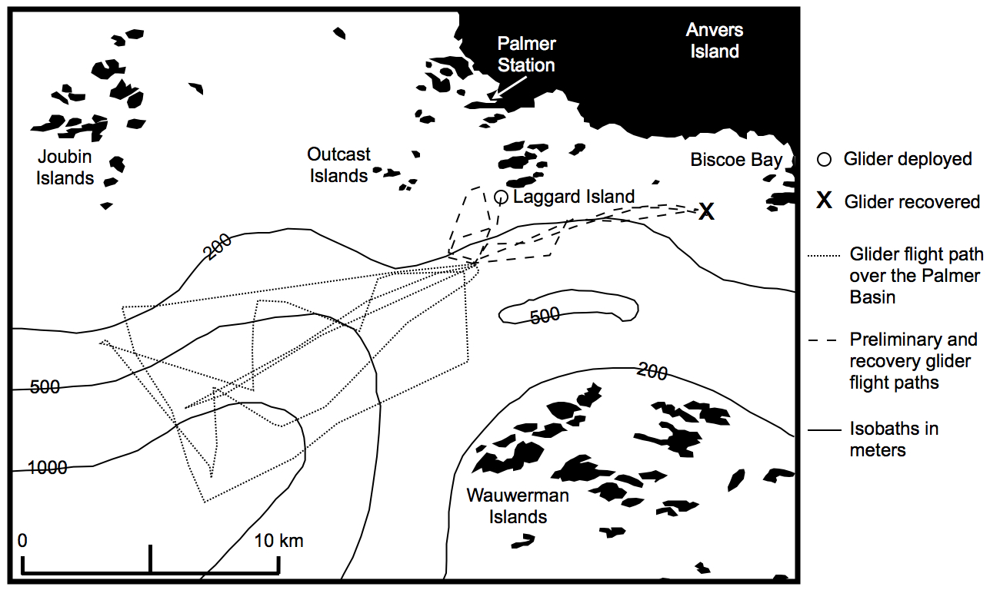 Anvers
Island
Palmer
Station
Joubin
Islands
Outcast
Islands
Biscoe Bay
Laggard Island
X
200
500
500
200
1000
Wauwerman
Islands
0
10 km
Glider deployed
X
Glider recovered
Glider flight path
over the Palmer
Basin
Preliminary and
recovery glider
flight paths
Isobaths in
meters